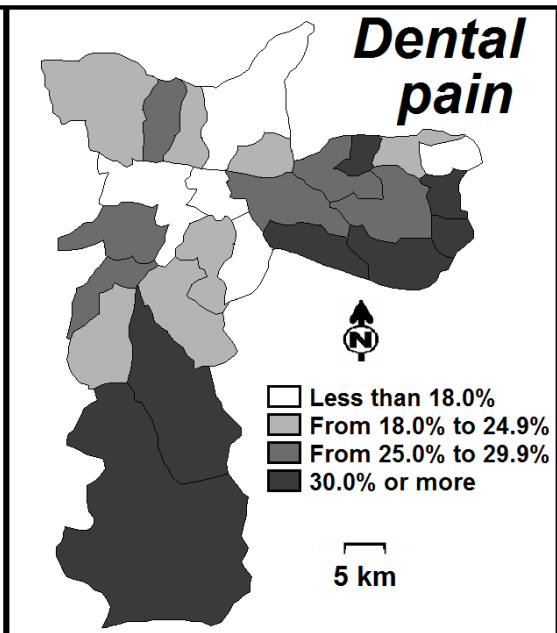 Dental
pain
N
Less than 18.0%
From 18.0% to 24.9%
From 25.0% to 29.9%
30.0% or more
5 km